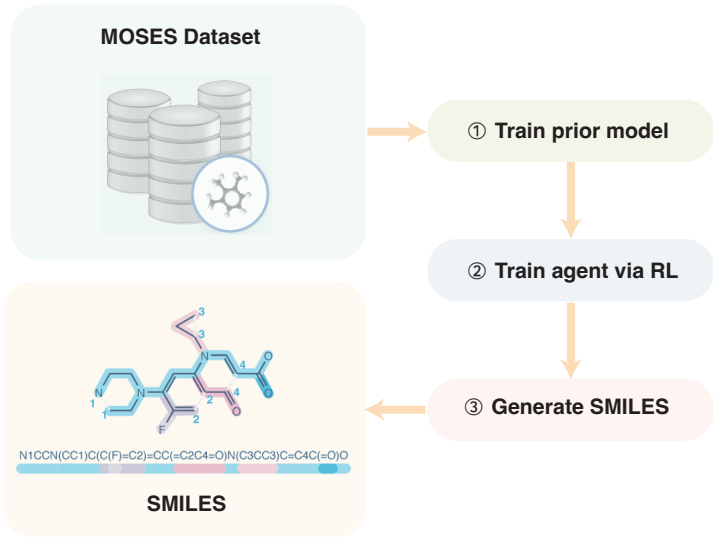 MOSES Dataset
① Train prior model
② Train agent via RL
③ Generate SMILES
3
3
N
4
O
N
N
4
O
1
1
2
O
F
2
N1CCN(CC1)C(C(F)=C2)=CC(=C2C4=O)N(C3CC3)C=C4C(=O)O
SMILES